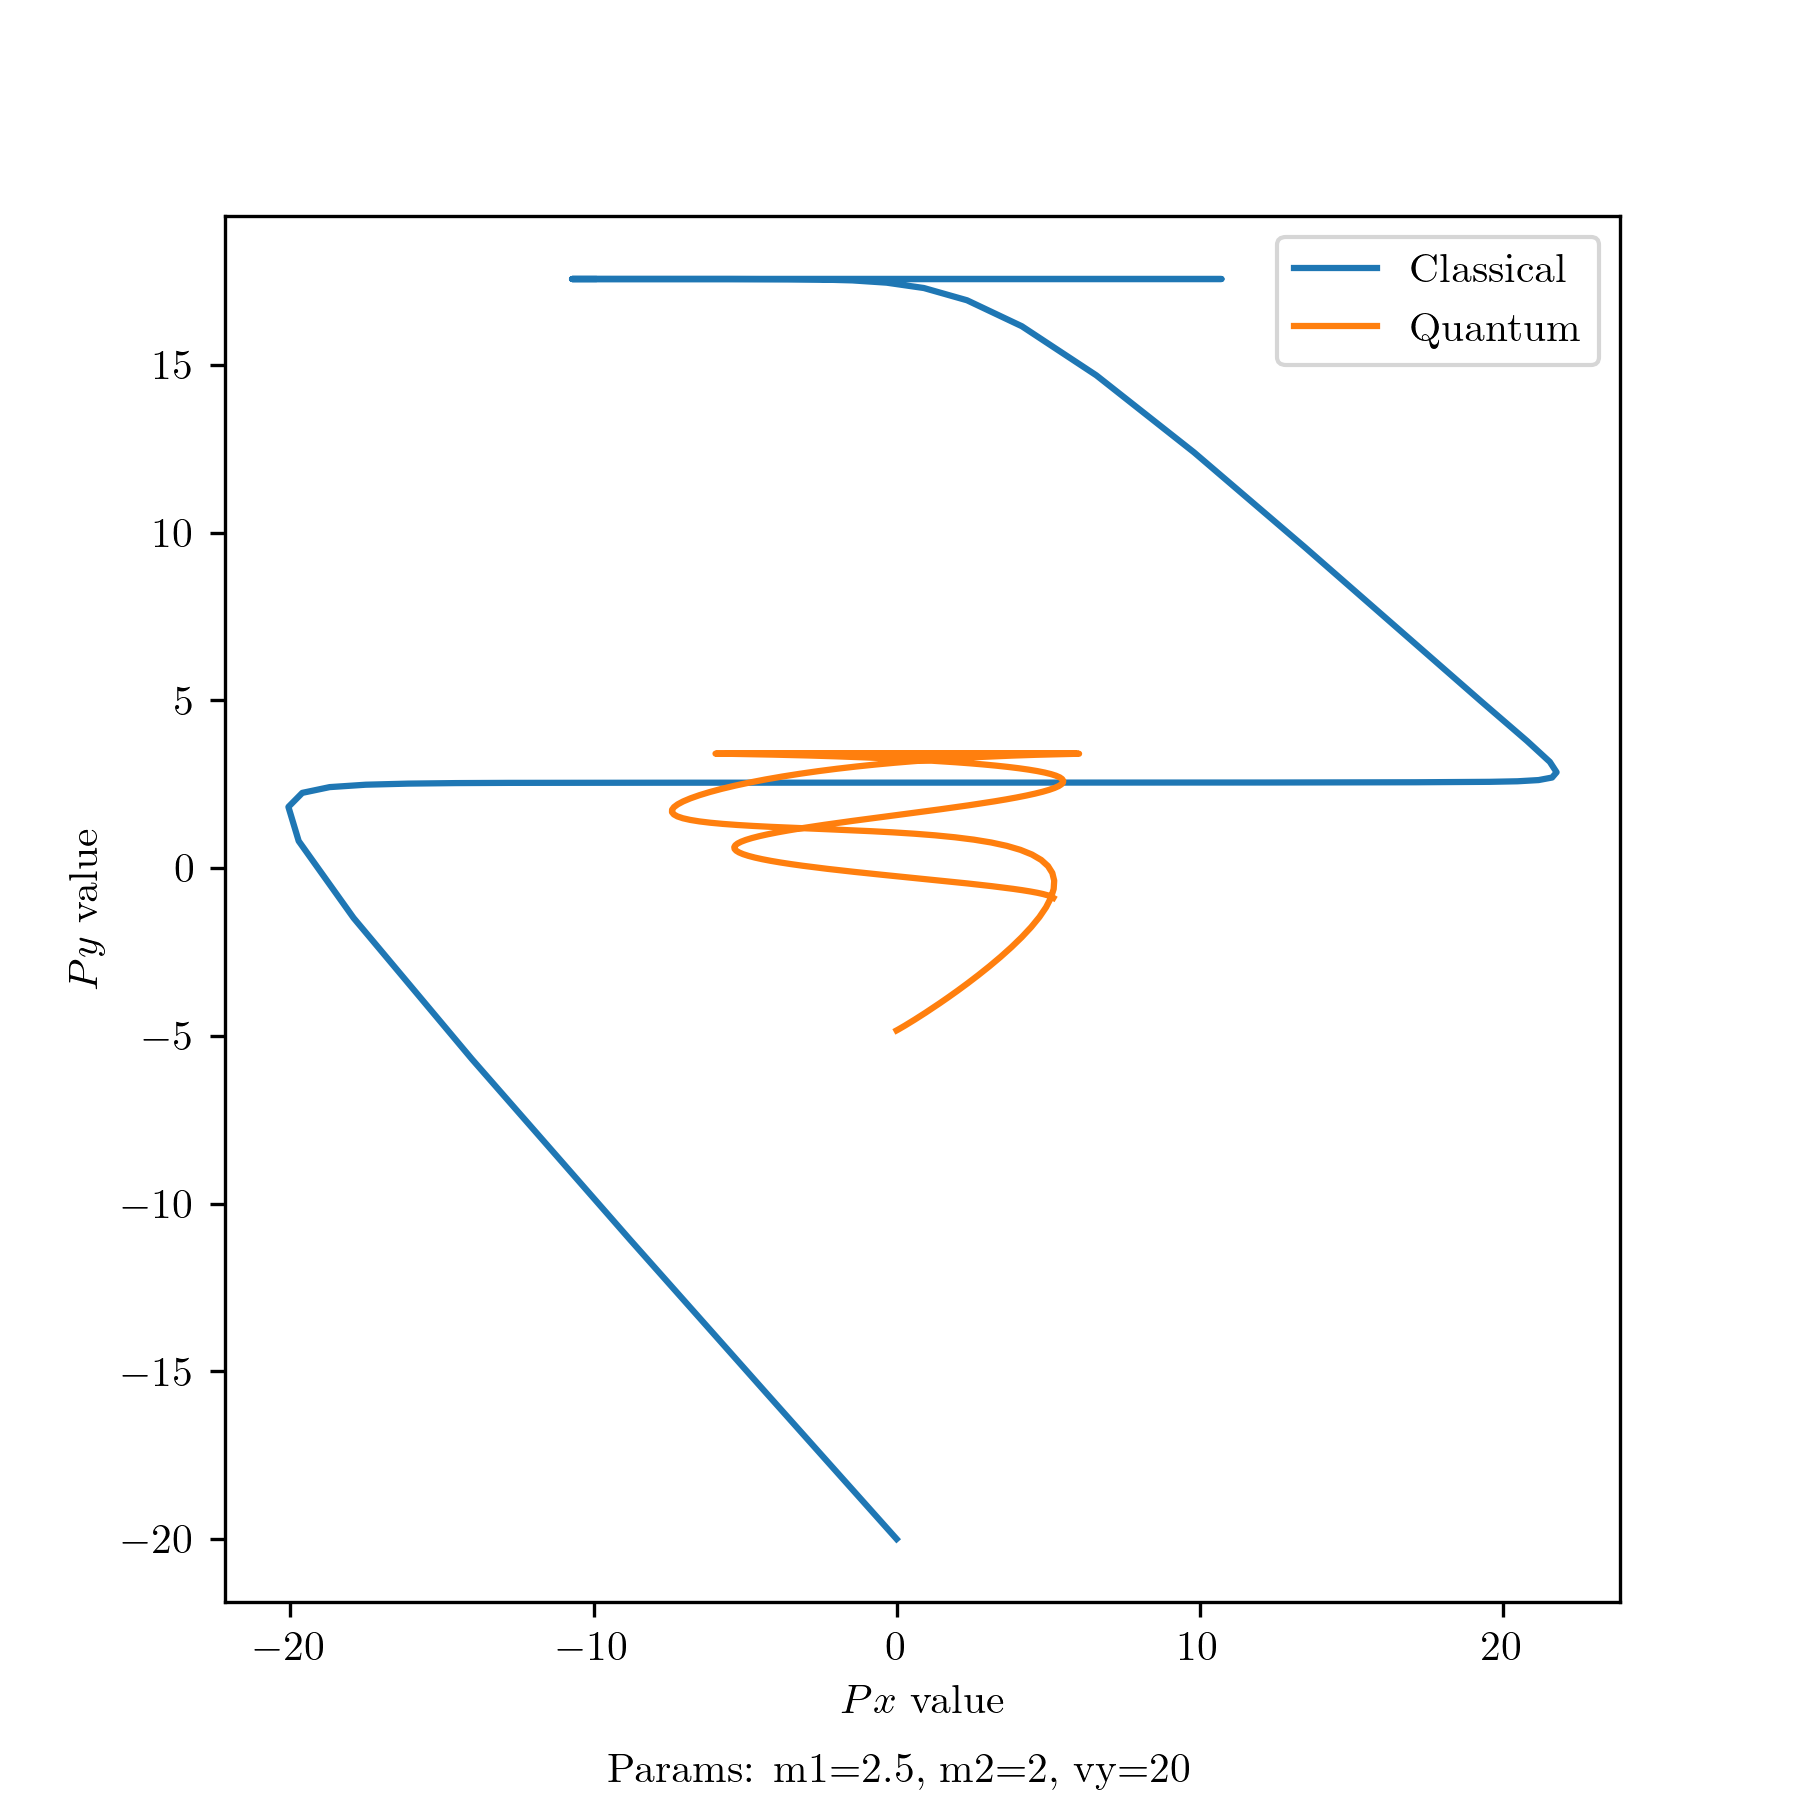 Classical
Quantum
15
10
5
0
−5
−10
−15
−20
Py value
−20 −10 0 10 20
Px value
Params: m1=2.5, m2=2, vy=20